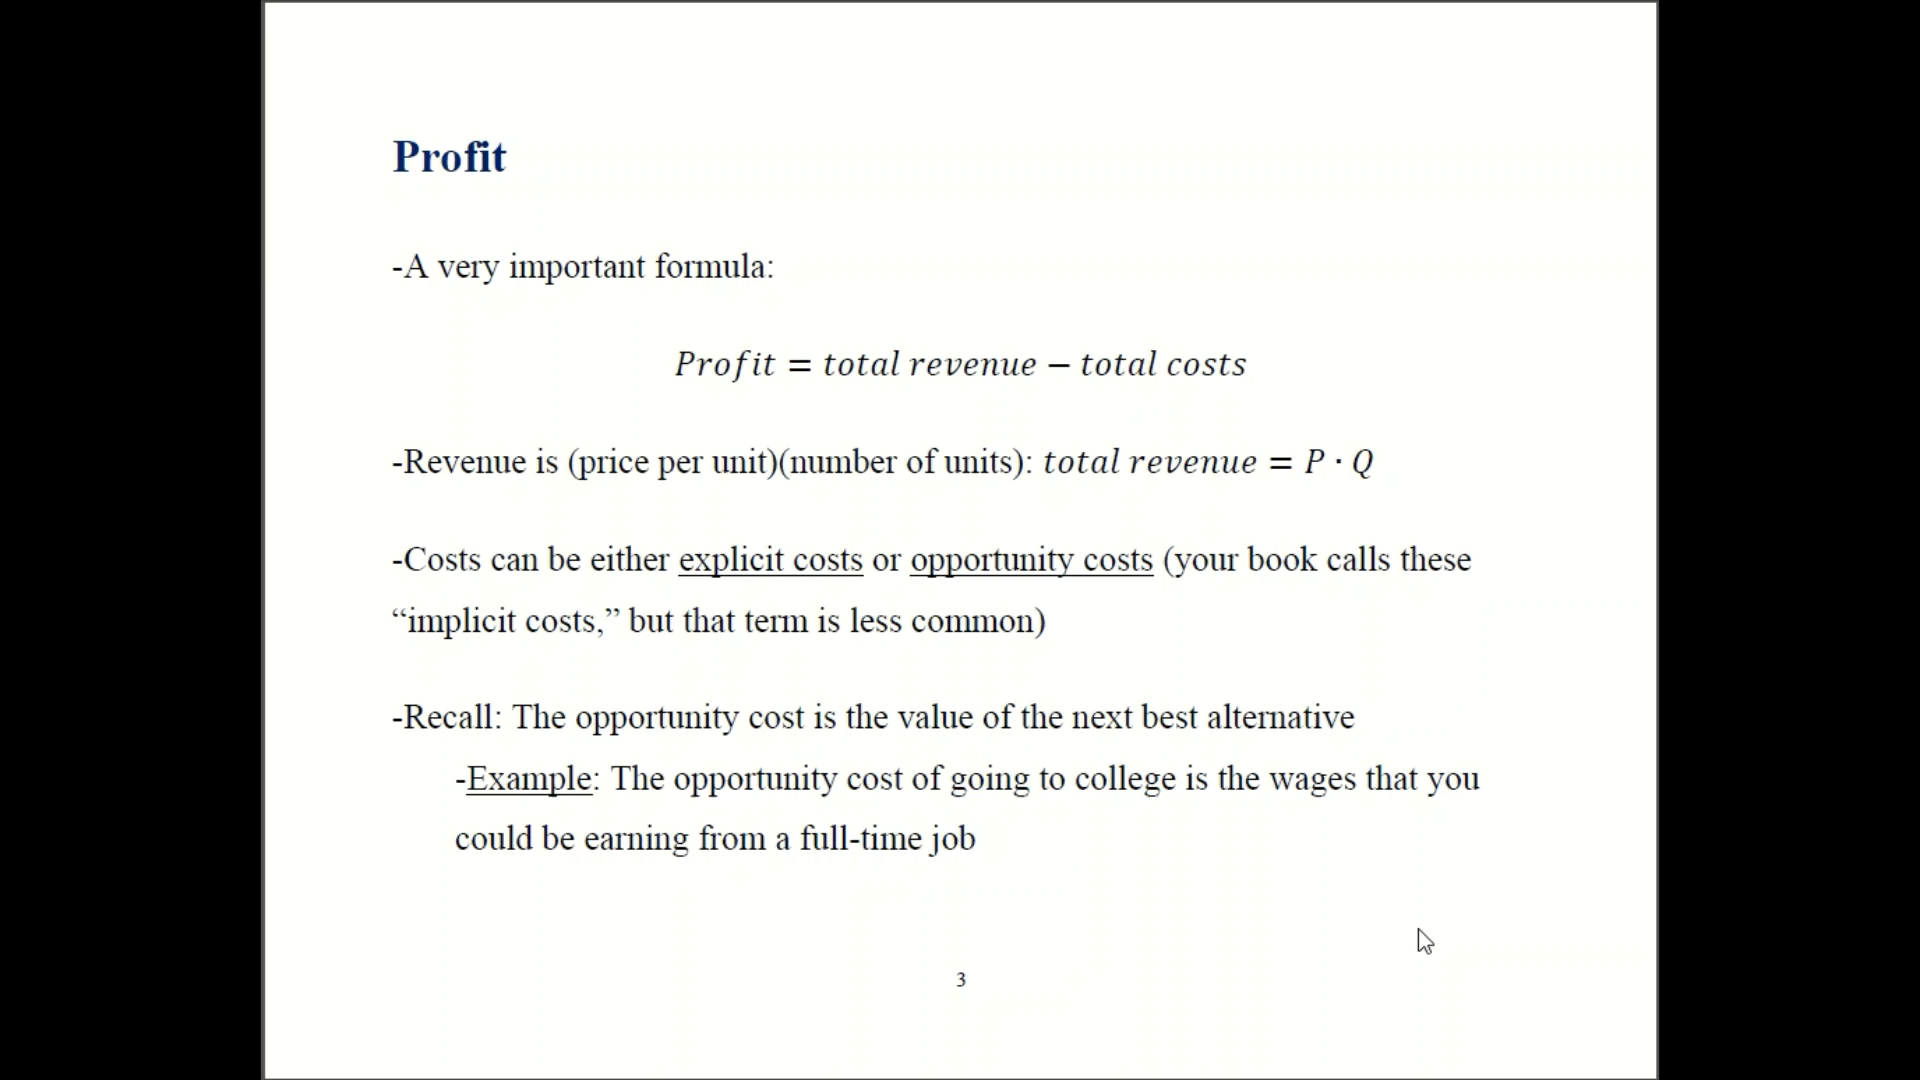 Profit
-A very important formula:
Profit = total revenue − total costs
-Revenue is (price per unit)(number of units): total revenue = P · Q
-Costs can be either explicit costs or opportunity costs (your book calls these
“implicit costs,” but that term is less common)
-Recall: The opportunity cost is the value of the next best alternative
-Example: The opportunity cost of going to college is the wages that you
could be earning from a full-time job
3